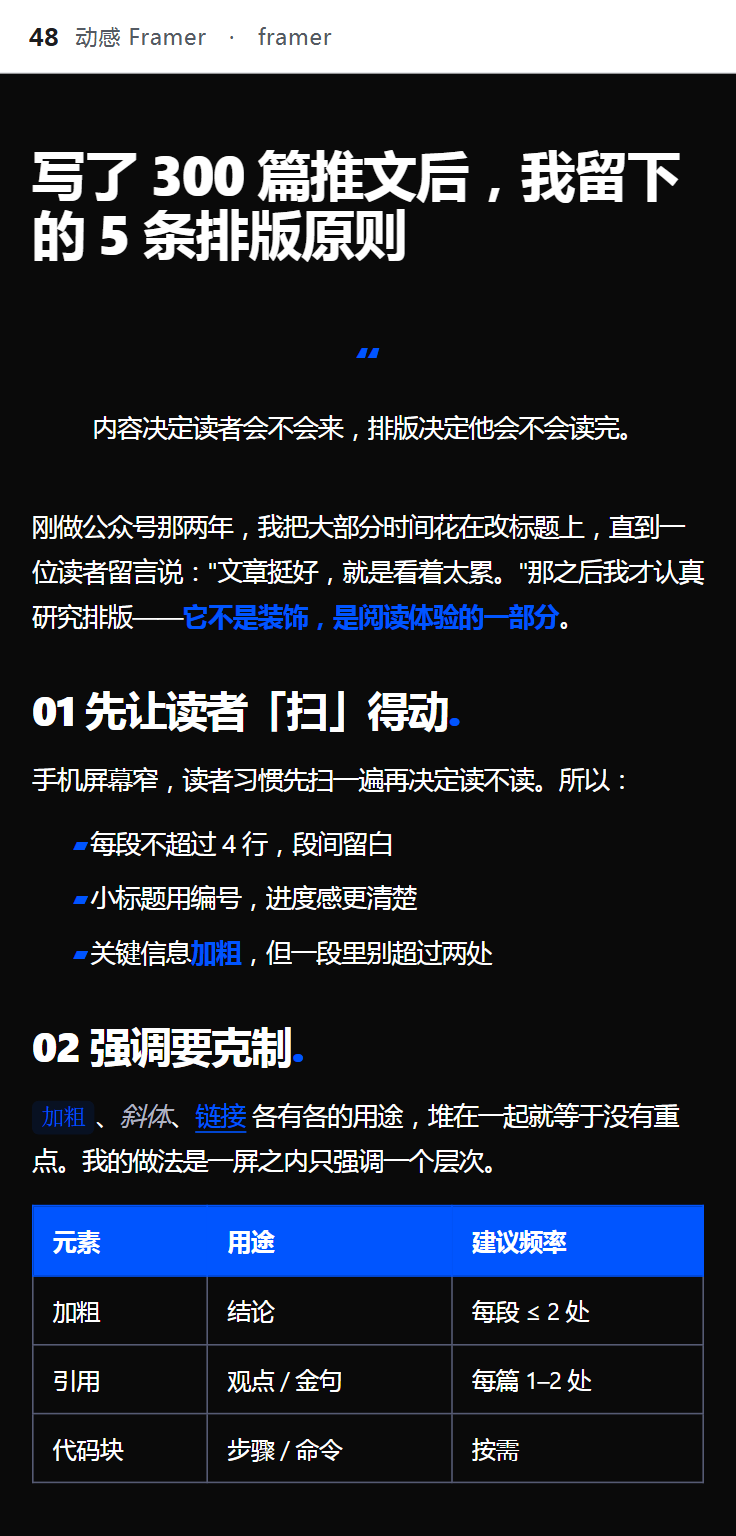 48 动感 Framer · framer
写了 300 篇推文后，我留下
的 5 条排版原则
“
内容决定读者会不会来，排版决定他会不会读完。
刚做公众号那两年，我把大部分时间花在改标题上，直到一
位读者留言说："文章挺好，就是看着太累。"那之后我才认真
研究排版——它不是装饰，是阅读体验的一部分。
01 先让读者「扫」得动.
手机屏幕窄，读者习惯先扫一遍再决定读不读。所以：
每段不超过 4 行，段间留白
小标题用编号，进度感更清楚
关键信息加粗，但一段里别超过两处
02 强调要克制.
加粗、斜体、链接 各有各的用途，堆在一起就等于没有重
点。我的做法是一屏之内只强调一个层次。
元素 用途 建议频率
加粗 结论 每段 ≤ 2 处
引用 观点 / 金句 每篇 1–2 处
代码块 步骤 / 命令 按需